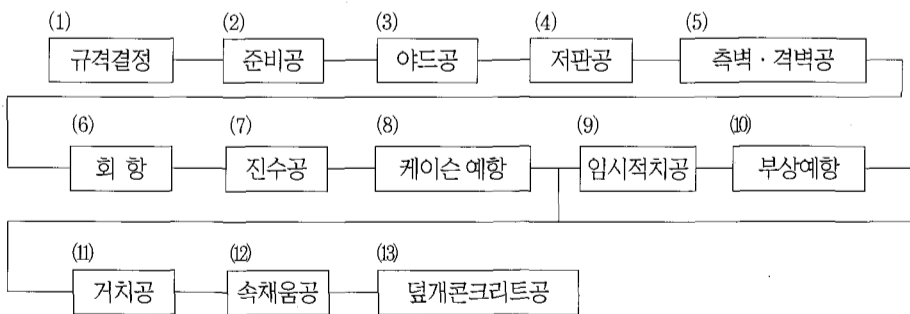 (1) (2) (3) (4) (5)
규격결정 준비공 야드공 저판공 측벽·격벽공
(6) (7) (8) (9) (10)
회 항 진수공 케이슨 예항 임시적치공 부상예항
(11) (12) (13)
거치공 속채움공 덮개콘크리트공